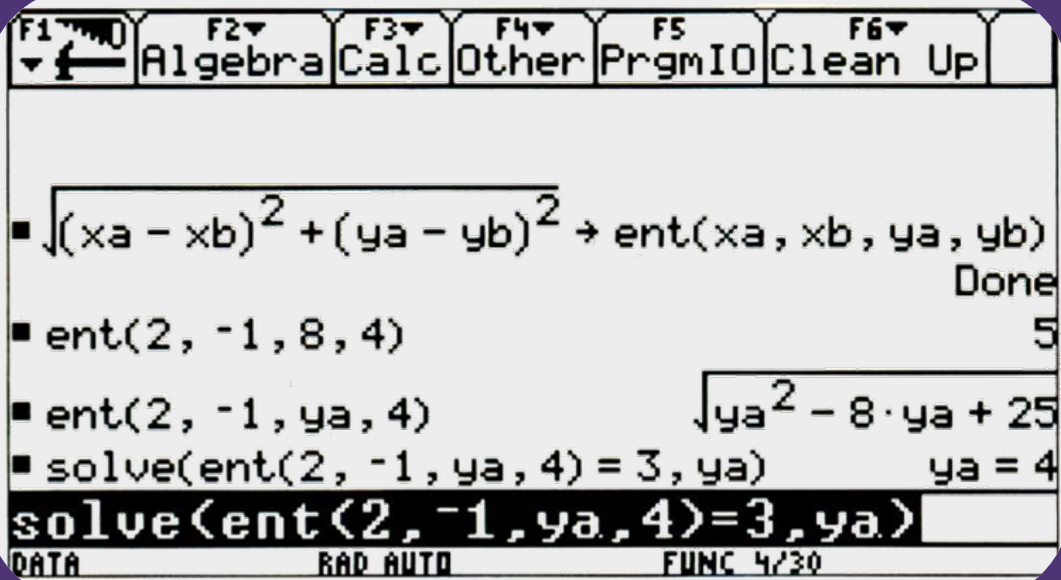 F1 F2 F3 F4 F5 F6
Algebra Calc Other PrgmIO Clean Up
√((xa - xb)² + (ya - yb)²) → ent(xa, xb, ya, yb)
Done
ent(2, ⁻1, 8, 4) 5
ent(2, ⁻1, ya, 4) √(ya² - 8·ya + 25
solve(ent(2, ⁻1, ya, 4) = 3, ya) ya = 4
solve(ent(2,⁻1,ya,4)=3,ya)
DATA RAD AUTO FUNC 4/30